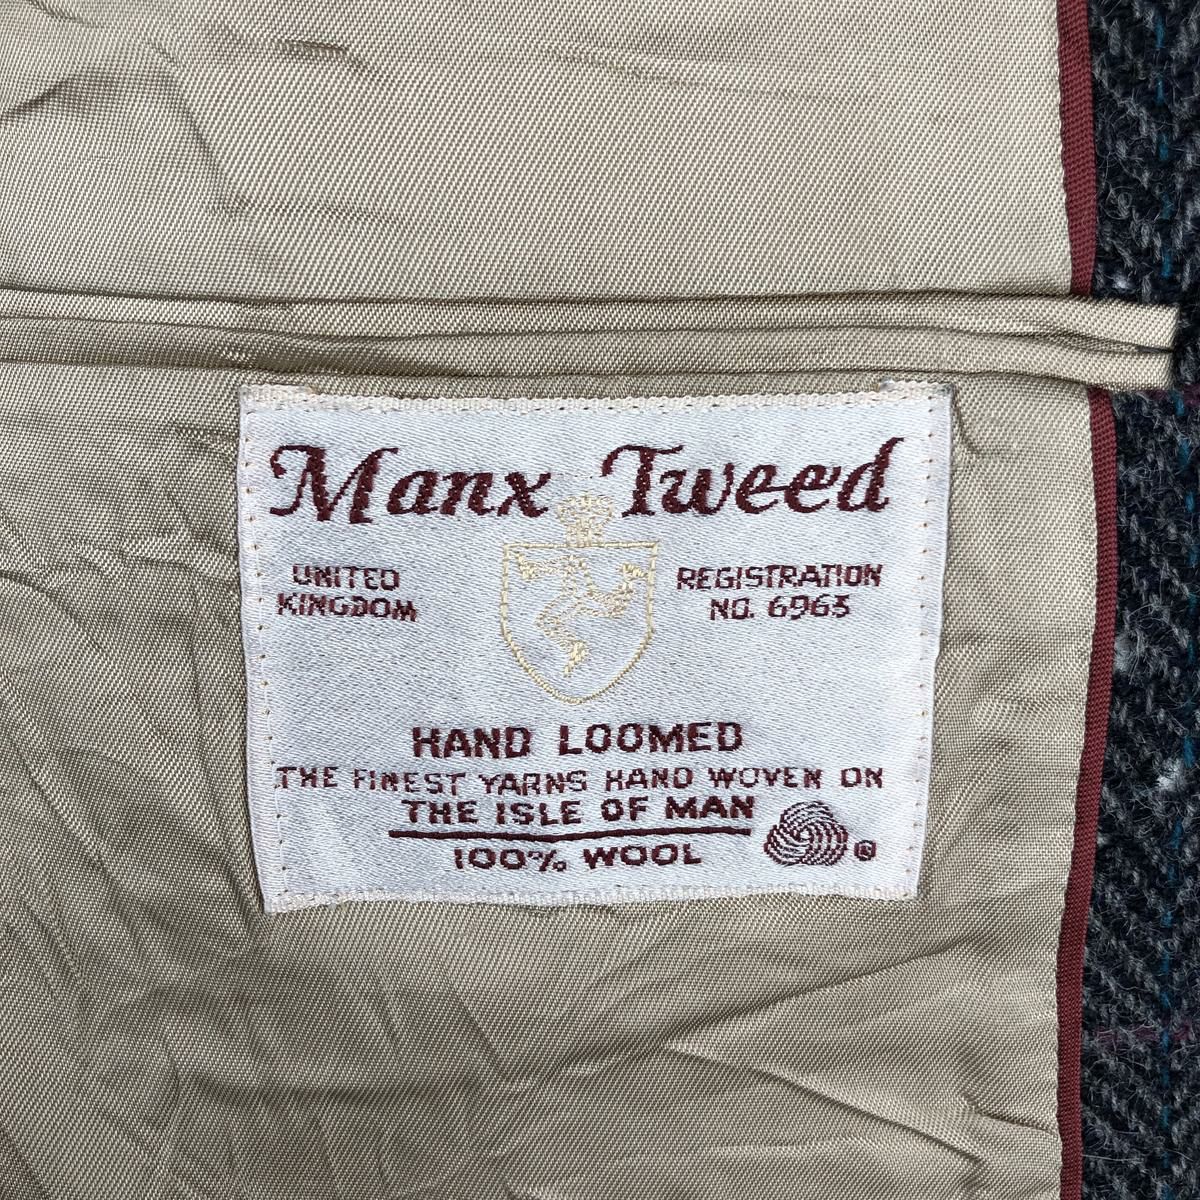 Manx Tweed
UNITED
KINGDOM
REGISTRATION
NO. 6963
HAND LOOMED
THE FINEST YARNS HAND WOVEN ON
THE ISLE OF MAN
100% WOOL
®